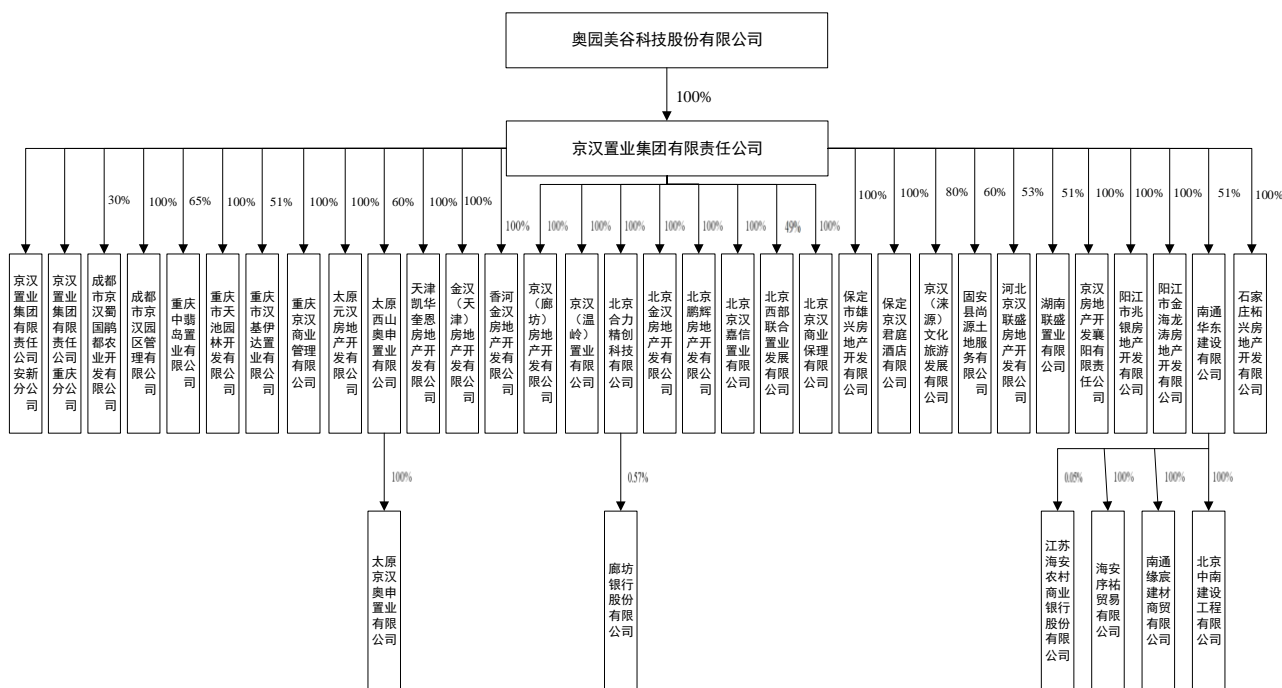 奥园美谷科技股份有限公司
100%
京汉置业集团有限责任公司
30%
100%
65%
100%
51%
100%
100%
60%
100%
100%
100%
100%
100%
100%
100%
100%
100%
49%
100%
100%
100%
80%
60%
53%
51%
100%
100%
100%
51%
100%
京汉置业集团有限责任公司安新分公司
京汉置业集团有限责任公司重庆分公司
成都市京汉蜀国鹃都农业开发有限公司
成都市京汉园区管理有限公司
重庆中翡岛置业有限公司
重庆市天池园林开发有限公司
重庆市汉基伊达置业有限公司
重庆京汉商业管理有限公司
太原元汉房地产开发有限公司
太原西山奥申置业有限公司
天津凯华奎恩房地产开发有限公司
金汉（天津）房地产开发有限公司
香河金汉房地产开发有限公司
京汉（廊坊）房地产开发有限公司
京汉（温岭）置业有限公司
北京合力精创科技有限公司
北京金汉房地产开发有限公司
北京鹏辉房地产开发有限公司
北京京汉嘉信置业有限公司
北京西部联合置业发展有限公司
北京京汉商业保理有限公司
保定市雄兴房地产开发有限公司
保定京汉君庭酒店有限公司
京汉（涞源）文化旅游发展有限公司
固安县尚源土地服务有限公司
河北京汉联盛房地产开发有限公司
湖南联盛置业有限公司
京汉房地产开发襄阳有限责任公司
阳江市兆银房地产开发有限公司
阳江市金海龙涛房地产开发有限公司
南通华东建设有限公司
石家庄柘兴房地产开发有限公司
100%
0.57%
0.05%
100%
100%
100%
太原京汉奥申置业有限公司
廊坊银行股份有限公司
江苏海安农村商业银行股份有限公司
海安序祐贸易有限公司
南通缘宸建材商贸有限公司
北京中南建设工程有限公司